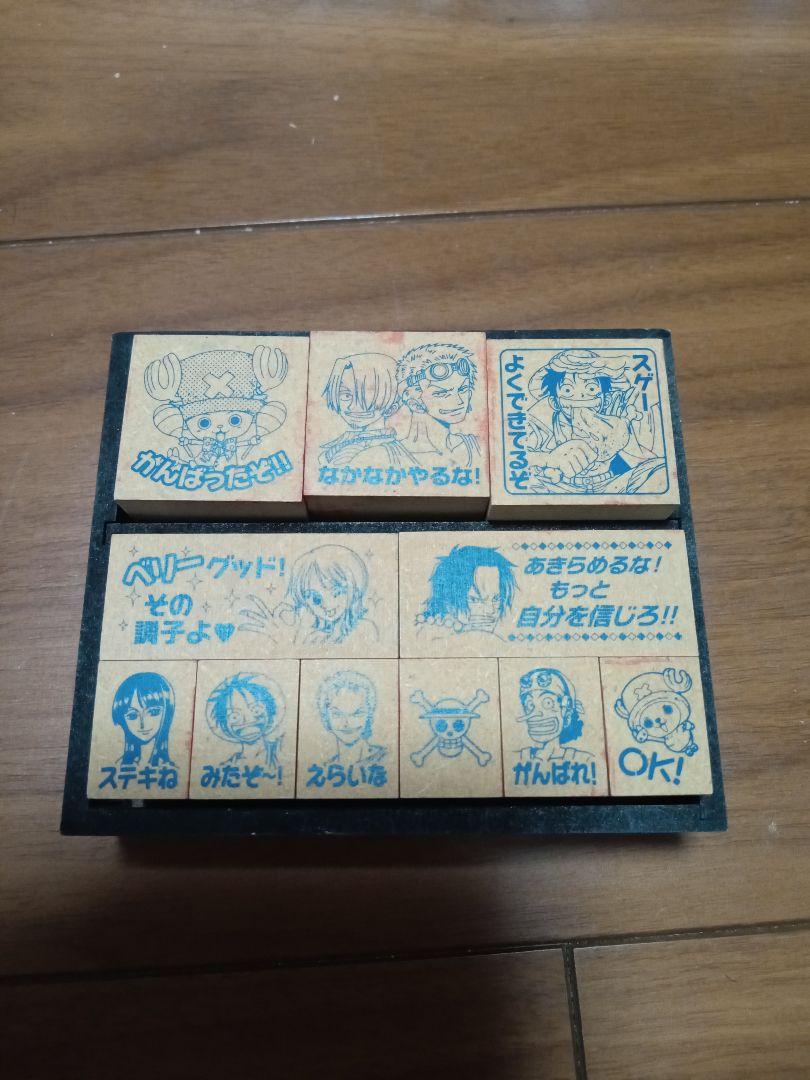 がんばったぞ!!
なかなかやるな!
スゲー
よくできてるぞ
ベリーグッド!
その
調子よ♥
あきらめるな!
もっと
自分を信じろ!!
ステキね
みたぞ〜!
えらいな
がんばれ!
OK!